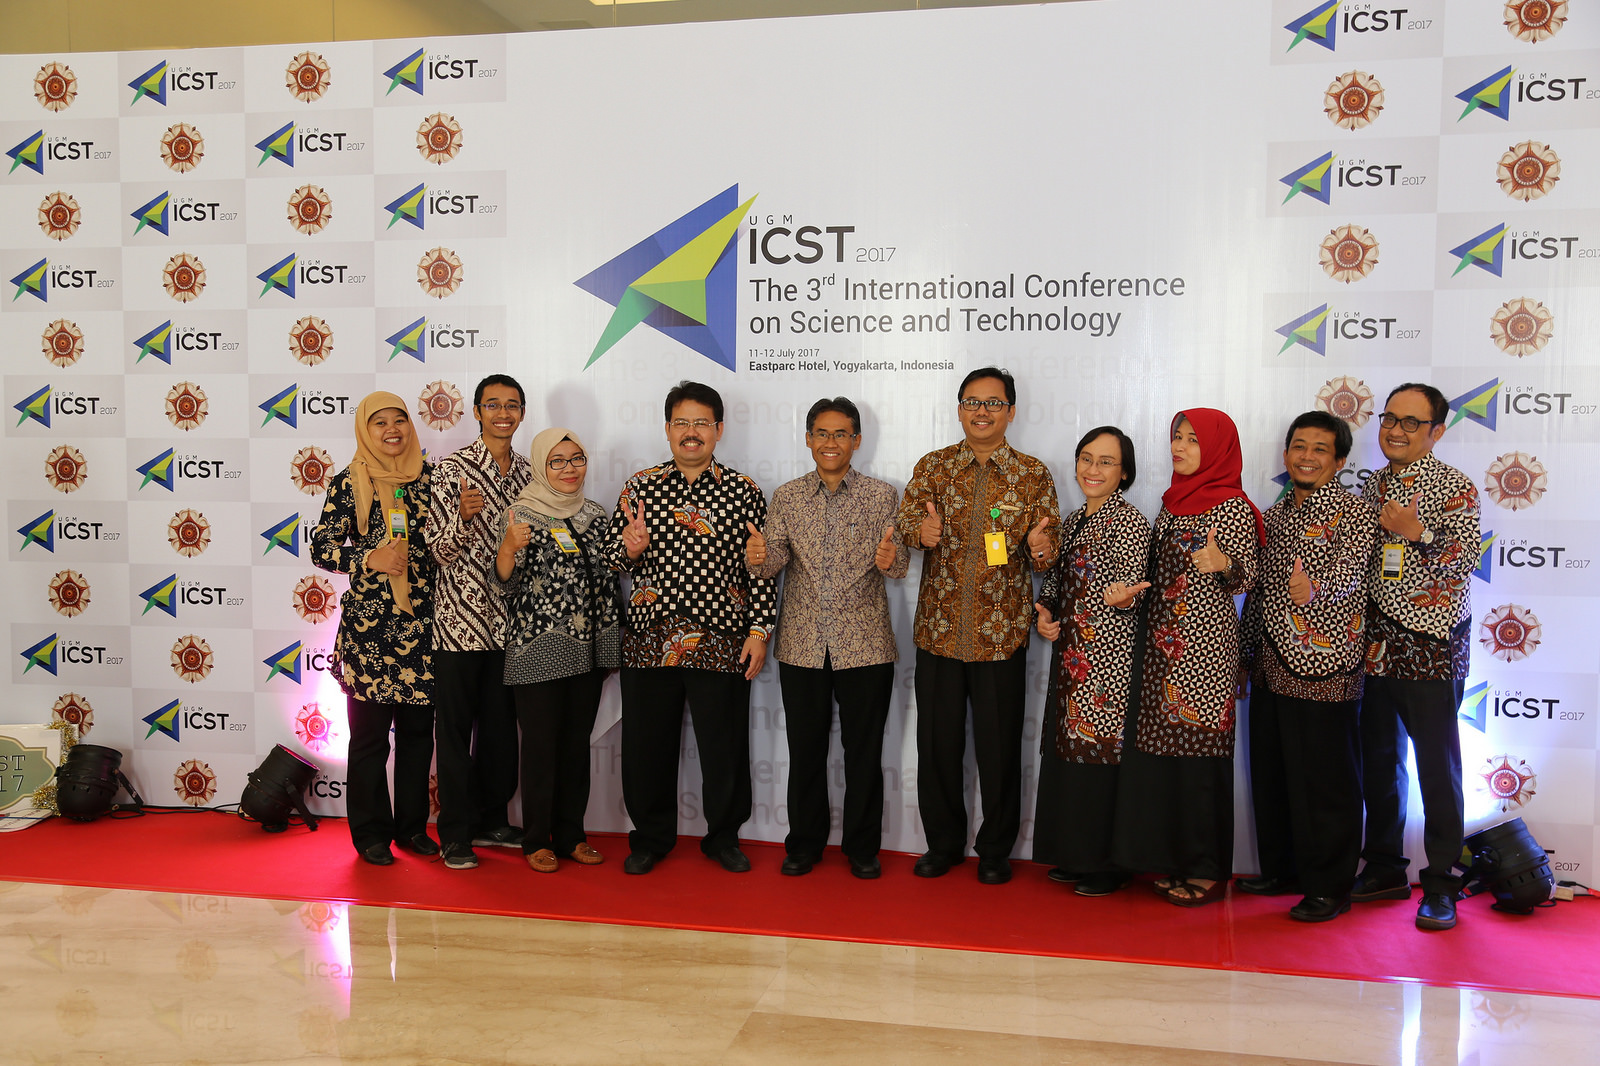 UGM
ICST 2017
The 3rd International Conference
on Science and Technology
11-12 July 2017
Eastparc Hotel, Yogyakarta, Indonesia